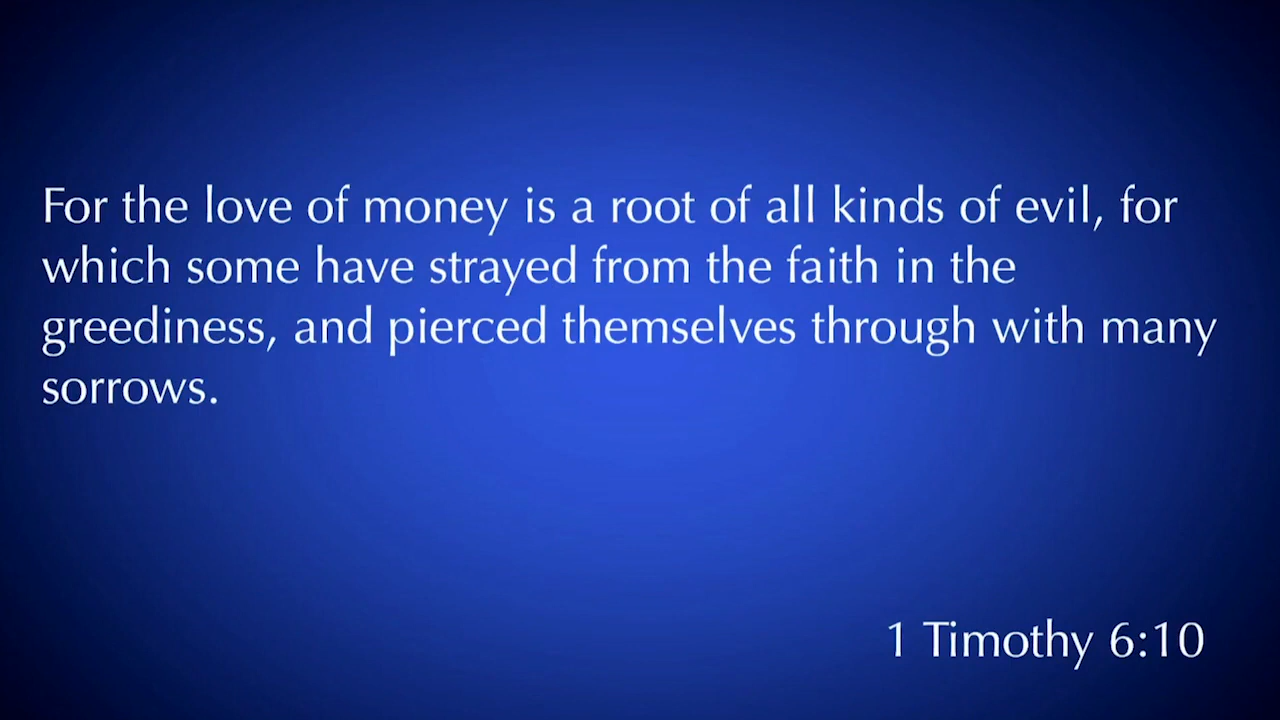 For the love of money is a root of all kinds of evil, for
which some have strayed from the faith in the
greediness, and pierced themselves through with many
sorrows.
1 Timothy 6:10